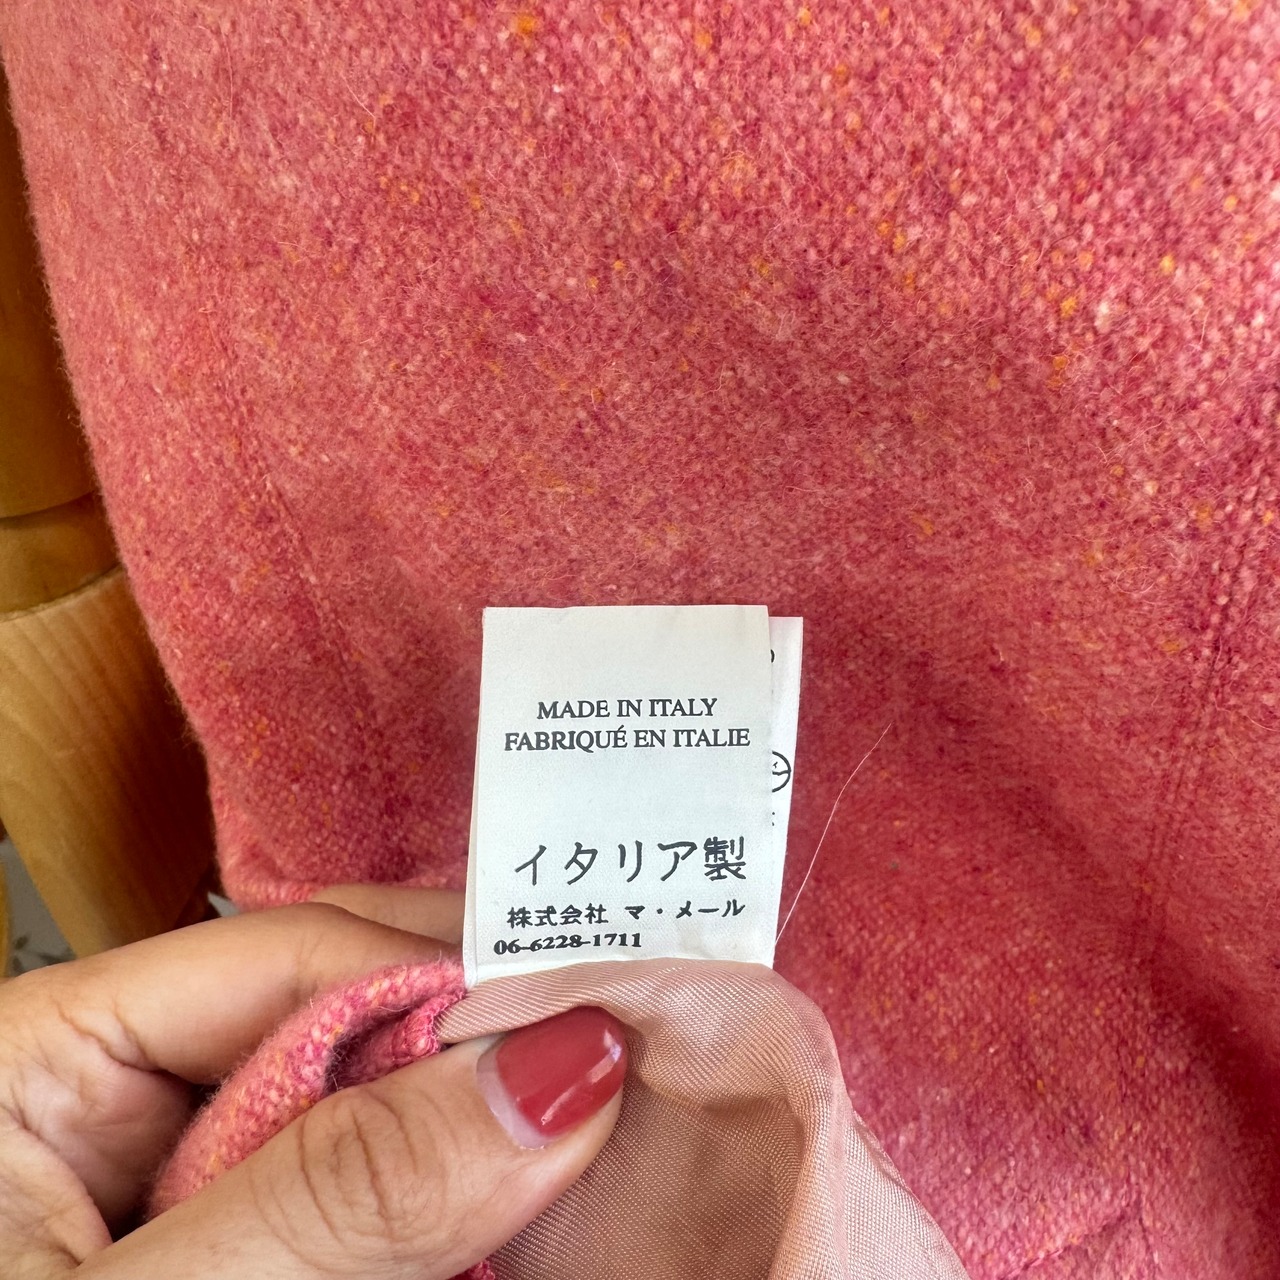 MADE IN ITALY
FABRIQUÉ EN ITALIE
イタリア製
株式会社 マ・メール
06-6228-1711